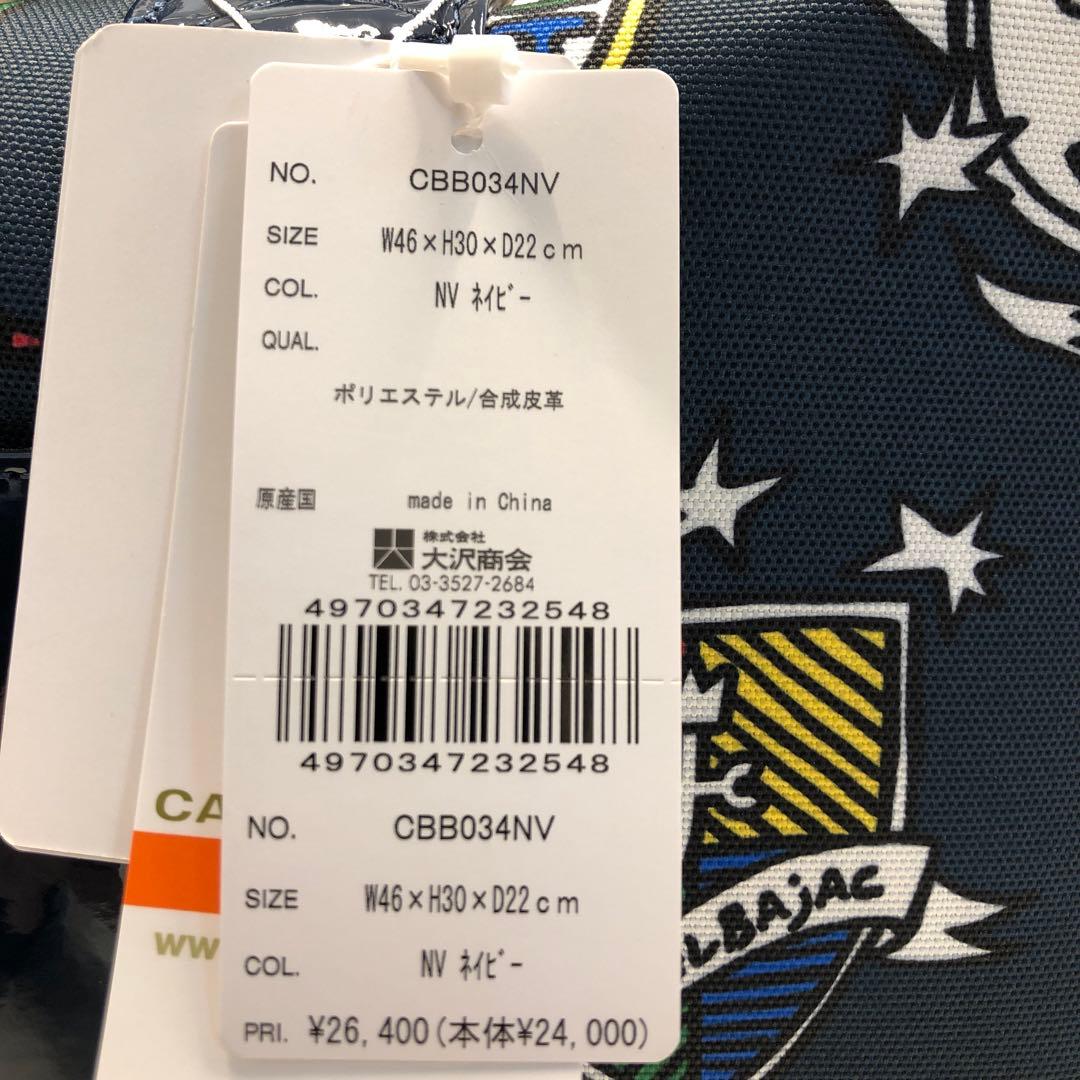 NO. CBB034NV
SIZE W46×H30×D22cm
COL. NV ﾈｲﾋﾞｰ
QUAL.
ポリエステル/合成皮革
原産国 made in China
株式会社
大沢商会
TEL. 03-3527-2684
4970347232548
4970347232548
NO. CBB034NV
SIZE W46×H30×D22cm
COL. NV ﾈｲﾋﾞｰ
PRI. ¥26,400(本体¥24,000)
CA
ww
LBAjAC